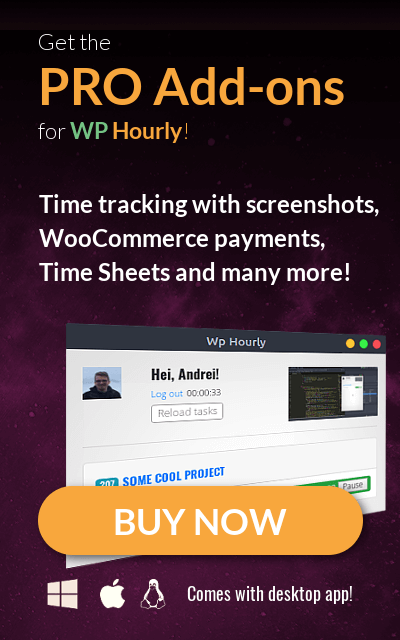 Get the
PRO Add-ons
for WP Hourly!
Time tracking with screenshots,
WooCommerce payments,
Time Sheets and many more!
Wp Hourly
Hei, Andrei!
Log out 00:00:33
Reload tasks
207 SOME COOL PROJECT
Pause
BUY NOW
Comes with desktop app!